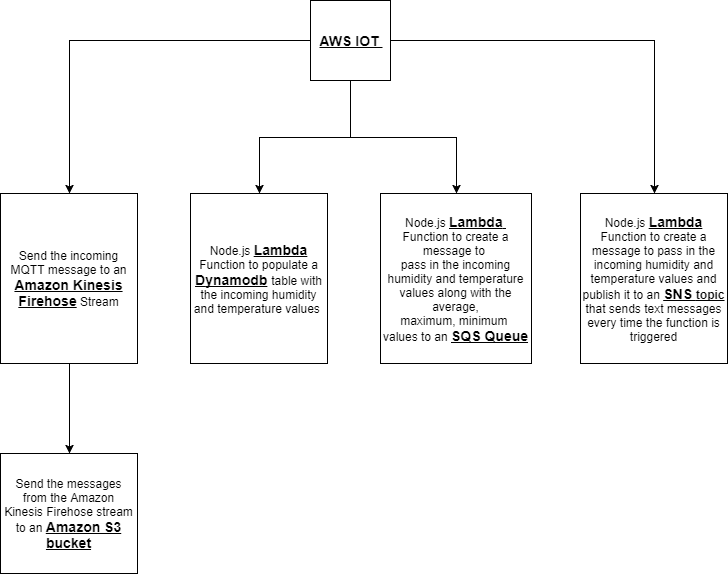 AWS IOT
Send the incoming
MQTT message to an
Amazon Kinesis
Firehose Stream
Node.js Lambda
Function to populate a
Dynamodb table with
the incoming humidity
and temperature values
Node.js Lambda
Function to create a
message to
pass in the incoming
humidity and temperature
values along with the
average,
maximum, minimum
values to an SQS Queue
Node.js Lambda
Function to create a
message to pass in the
incoming humidity and
temperature values and
publish it to an SNS topic
that sends text messages
every time the function is
triggered
Send the messages
from the Amazon
Kinesis Firehose stream
to an Amazon S3
bucket